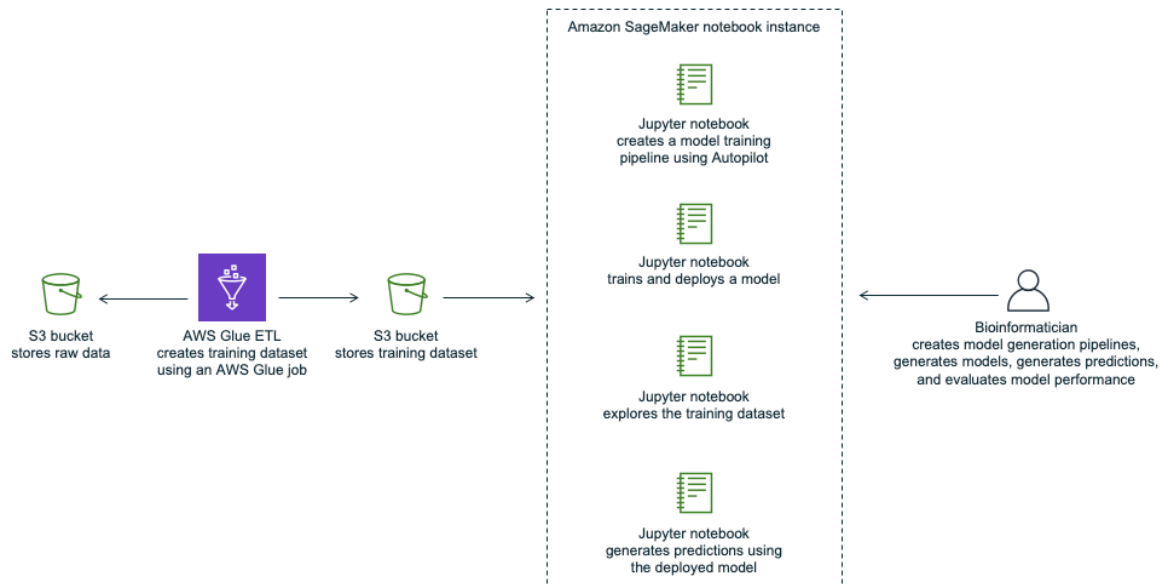 Amazon SageMaker notebook instance
Jupyter notebook
creates a model training
pipeline using Autopilot
Jupyter notebook
trains and deploys a model
S3 bucket
stores raw data
AWS Glue ETL
creates training dataset
using an AWS Glue job
S3 bucket
stores training dataset
Jupyter notebook
explores the training dataset
Bioinformatician
creates model generation pipelines,
generates models, generates predictions,
and evaluates model performance
Jupyter notebook
generates predictions using
the deployed model